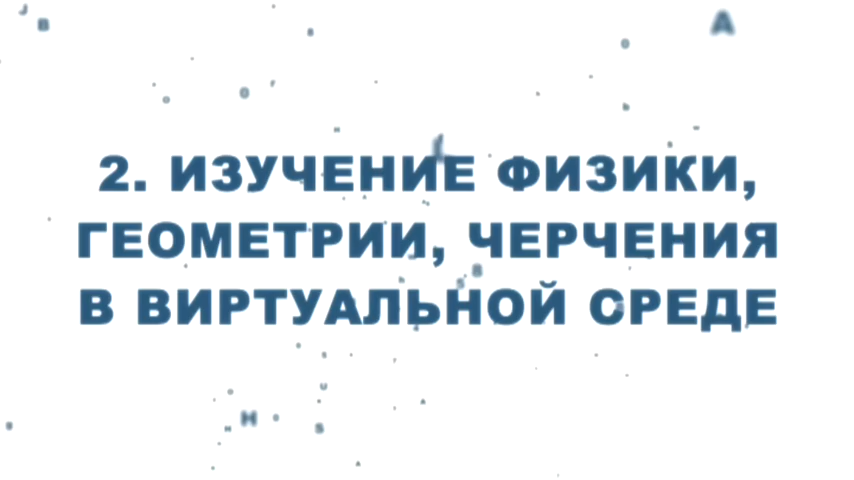 2. ИЗУЧЕНИЕ ФИЗИКИ,
ГЕОМЕТРИИ, ЧЕРЧЕНИЯ
В ВИРТУАЛЬНОЙ СРЕДЕ